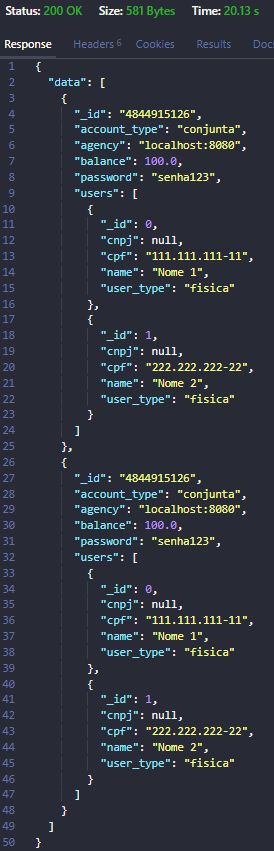 Status: 200 OK Size: 581 Bytes Time: 20.13 s
Response Headers 6 Cookies Results Doc
1 {
2 "data": [
3 {
4 "_id": "4844915126",
5 "account_type": "conjunta",
6 "agency": "localhost:8080",
7 "balance": 100.0,
8 "password": "senha123",
9 "users": [
10 {
11 "_id": 0,
12 "cnpj": null,
13 "cpf": "111.111.111-11",
14 "name": "Nome 1",
15 "user_type": "fisica"
16 },
17 {
18 "_id": 1,
19 "cnpj": null,
20 "cpf": "222.222.222-22",
21 "name": "Nome 2",
22 "user_type": "fisica"
23 }
24 ]
25 },
26 {
27 "_id": "4844915126",
28 "account_type": "conjunta",
29 "agency": "localhost:8080",
30 "balance": 100.0,
31 "password": "senha123",
32 "users": [
33 {
34 "_id": 0,
35 "cnpj": null,
36 "cpf": "111.111.111-11",
37 "name": "Nome 1",
38 "user_type": "fisica"
39 },
40 {
41 "_id": 1,
42 "cnpj": null,
43 "cpf": "222.222.222-22",
44 "name": "Nome 2",
45 "user_type": "fisica"
46 }
47 ]
48 }
49 ]
50 }